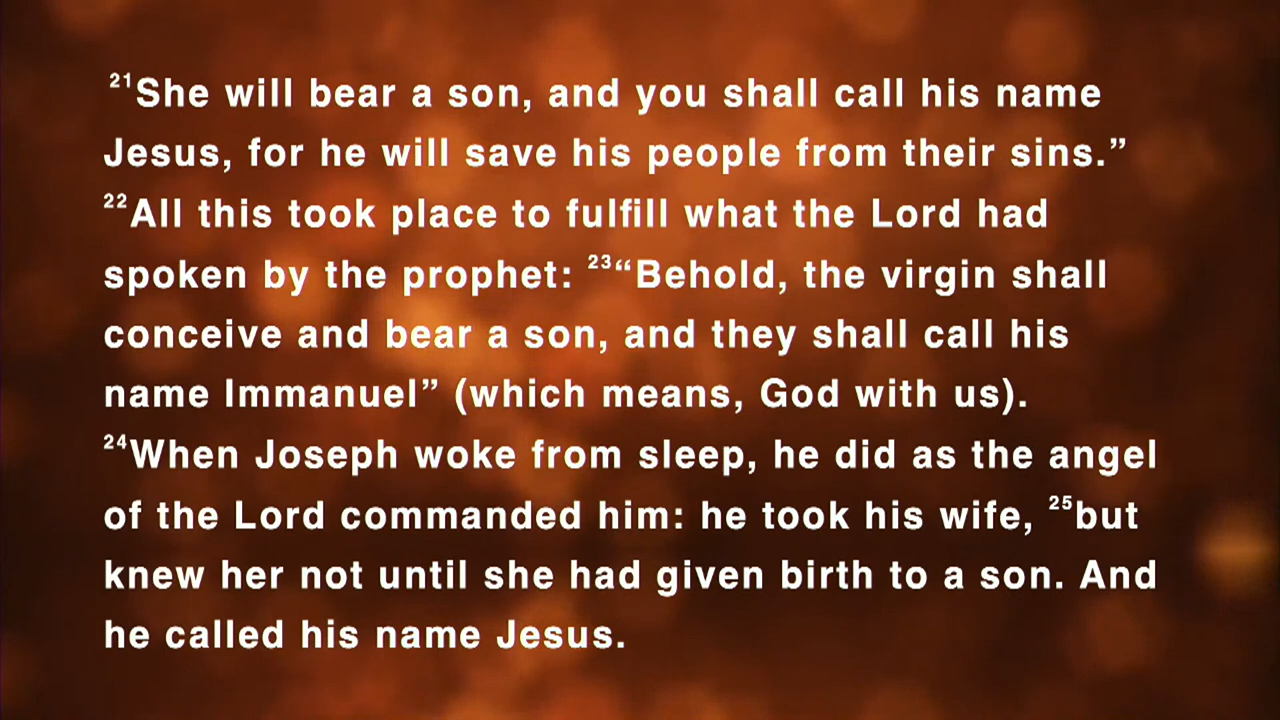 ²¹She will bear a son, and you shall call his name
Jesus, for he will save his people from their sins.”
²²All this took place to fulfill what the Lord had
spoken by the prophet: ²³“Behold, the virgin shall
conceive and bear a son, and they shall call his
name Immanuel” (which means, God with us).
²⁴When Joseph woke from sleep, he did as the angel
of the Lord commanded him: he took his wife, ²⁵but
knew her not until she had given birth to a son. And
he called his name Jesus.